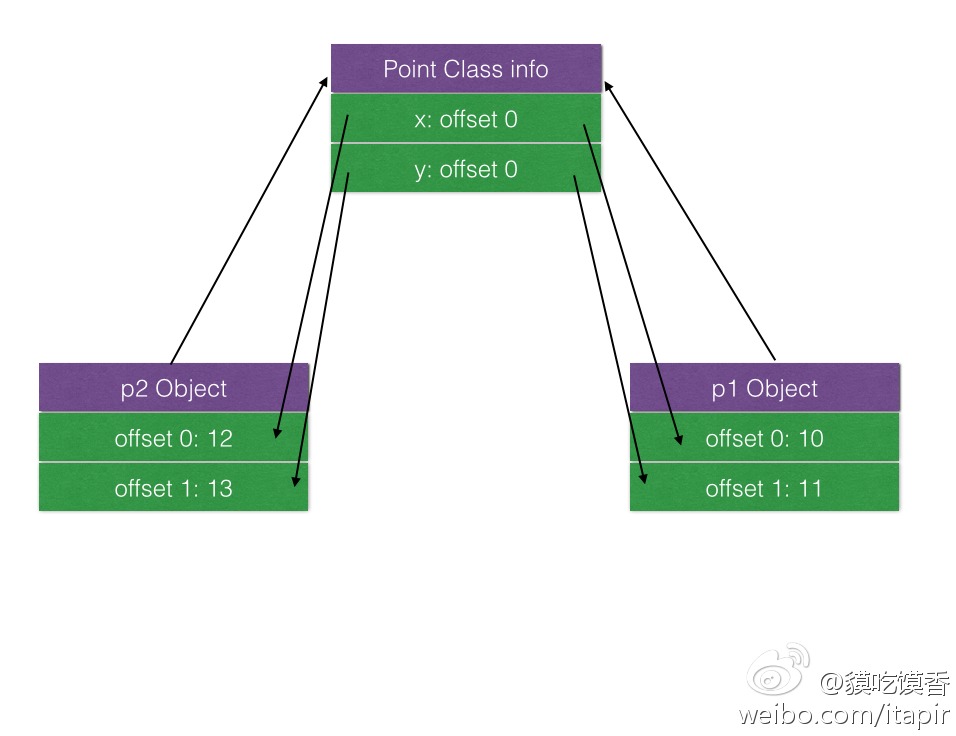 Point Class info
x: offset 0
y: offset 0
p2 Object
offset 0: 12
offset 1: 13
p1 Object
offset 0: 10
offset 1: 11
@貘吃馍香
weibo.com/itapir